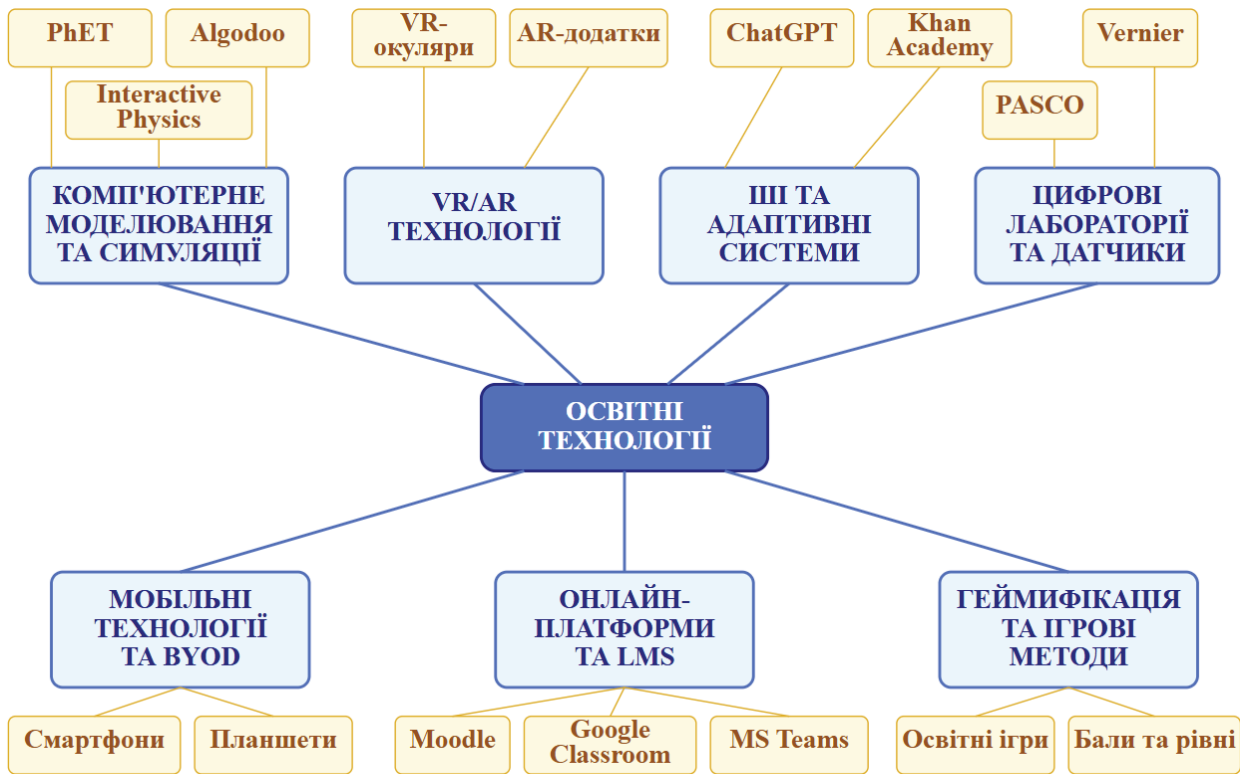 PhET
Algodoo
VR-
окуляри
AR-додатки
ChatGPT
Khan
Academy
Vernier
Interactive
Physics
PASCO
КОМП'ЮТЕРНЕ
МОДЕЛЮВАННЯ
ТА СИМУЛЯЦІЇ
VR/AR
ТЕХНОЛОГІЇ
ШІ ТА
АДАПТИВНІ
СИСТЕМИ
ЦИФРОВІ
ЛАБОРАТОРІЇ
ТА ДАТЧИКИ
ОСВІТНІ
ТЕХНОЛОГІЇ
МОБІЛЬНІ
ТЕХНОЛОГІЇ
ТА BYOD
ОНЛАЙН-
ПЛАТФОРМИ
ТА LMS
ГЕЙМИФІКАЦІЯ
ТА ІГРОВІ
МЕТОДИ
Смартфони
Планшети
Moodle
Google
Classroom
MS Teams
Освітні ігри
Бали та рівні